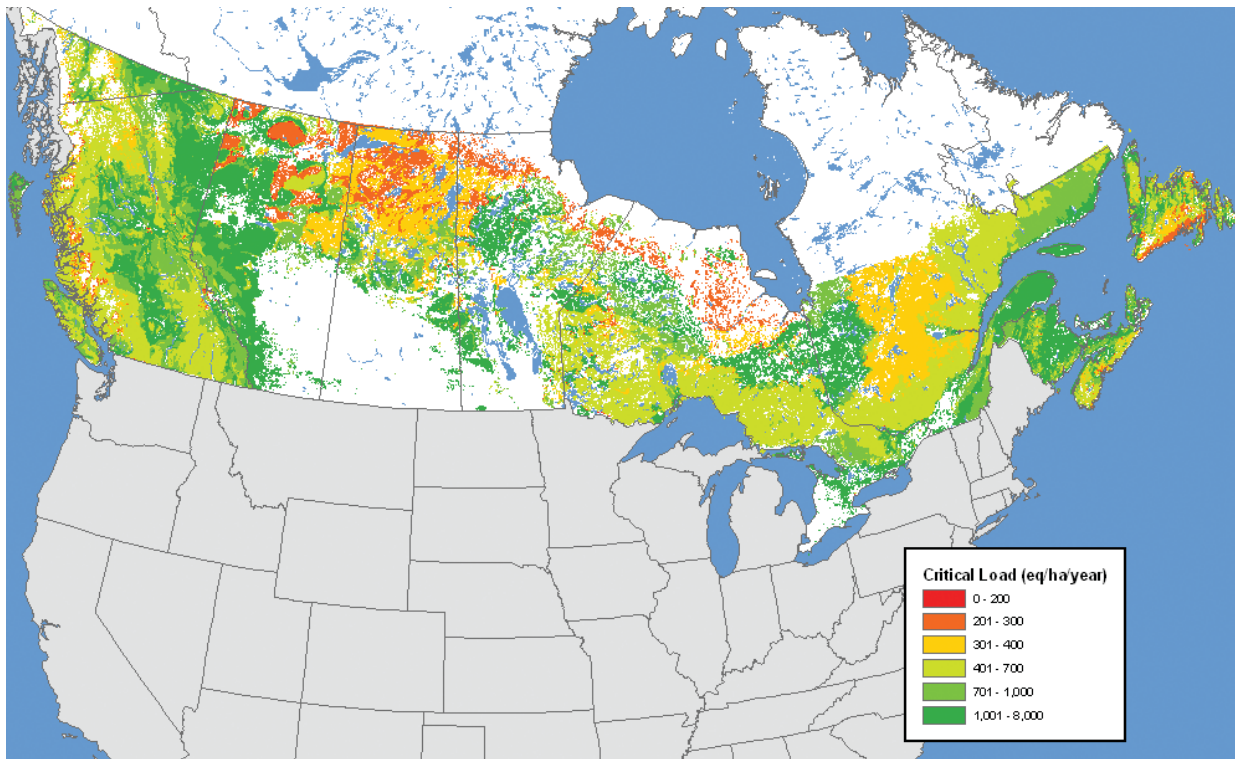 Critical Load (eq/ha/year)
0 - 200
201 - 300
301 - 400
401 - 700
701 - 1,000
1,001 - 8,000